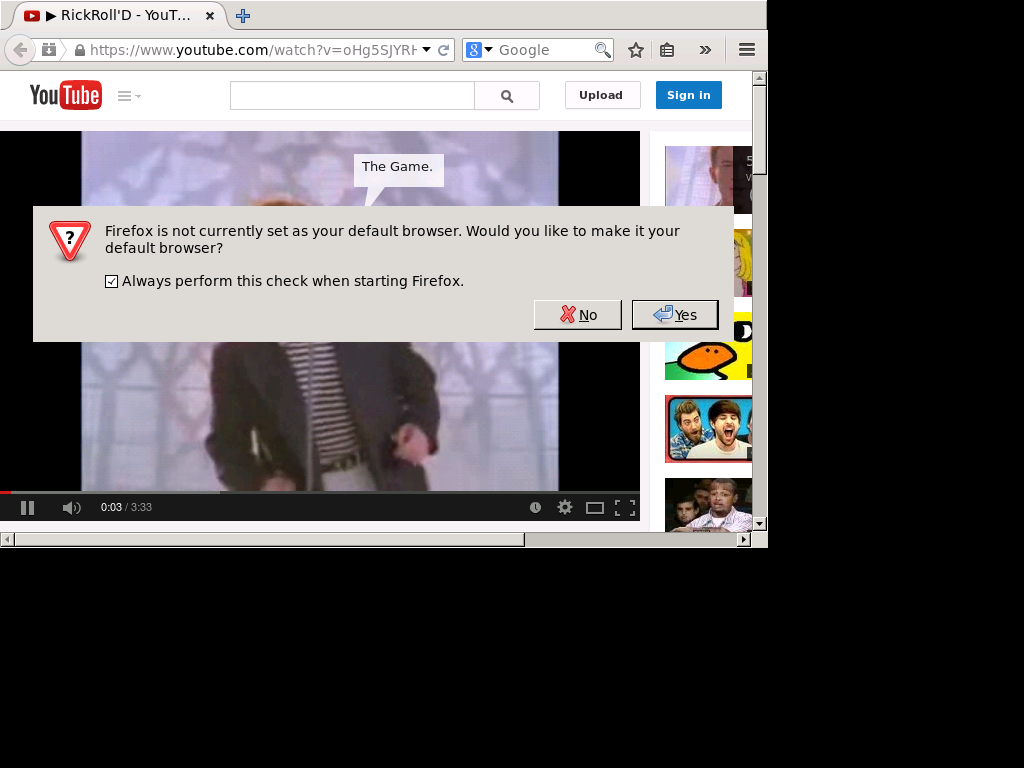 ▶ RickRoll'D - YouT...
https://www.youtube.com/watch?v=oHg5SJYRH
Google
YouTube
Upload
Sign in
The Game.
Firefox is not currently set as your default browser. Would you like to make it your
default browser?
Always perform this check when starting Firefox.
No
Yes
0:03 / 3:33